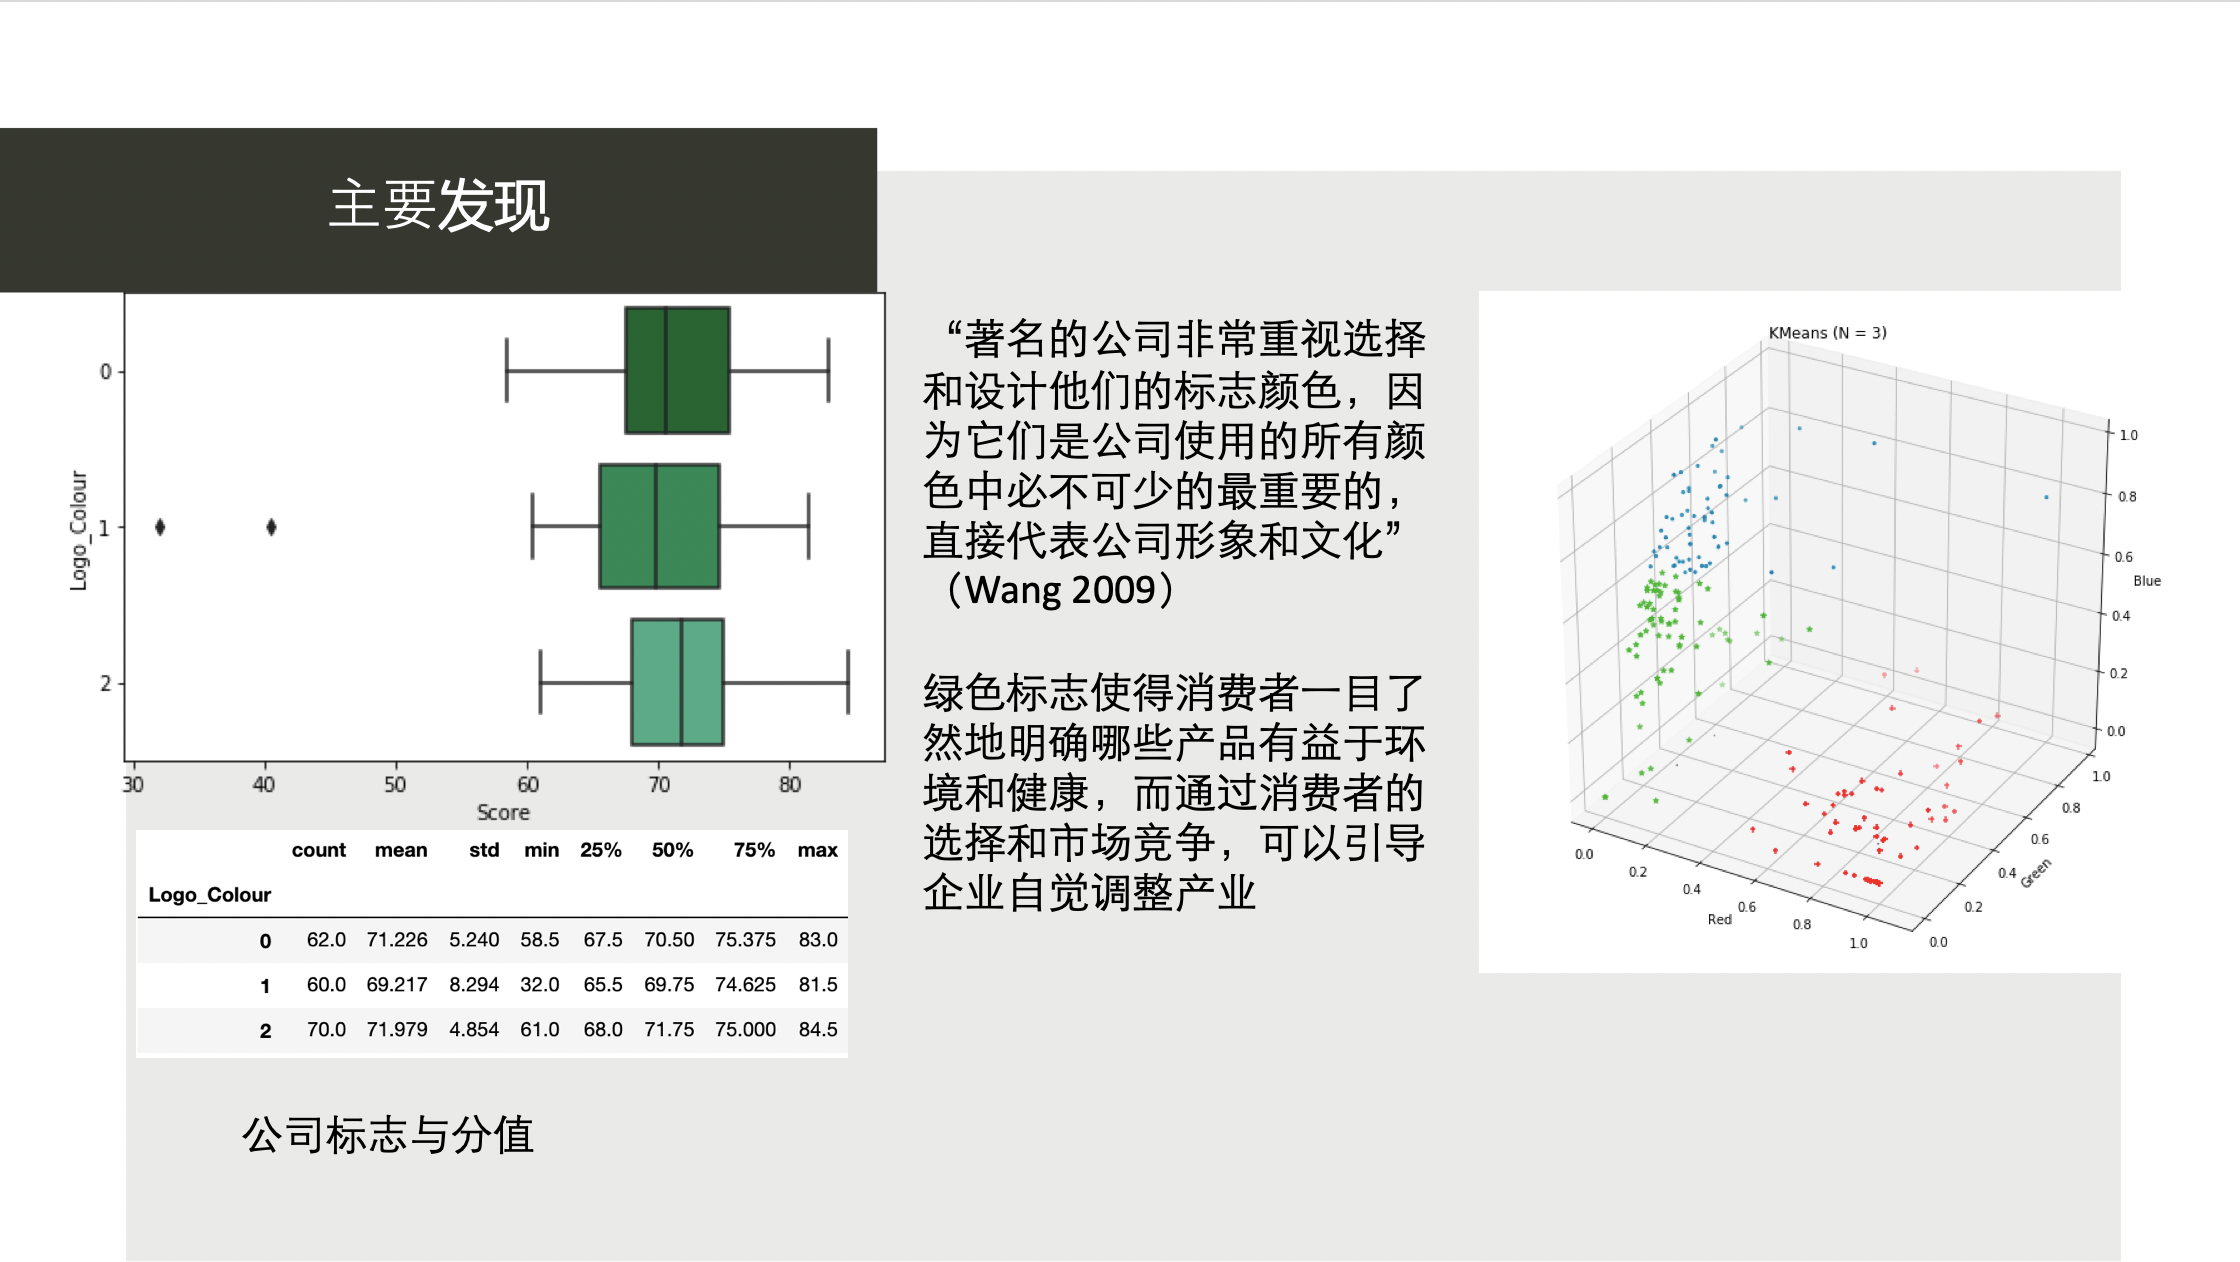 主要发现
0
1
2
Logo_Colour
30 40 50 60 70 80
Score
count mean std min 25% 50% 75% max
Logo_Colour
0 62.0 71.226 5.240 58.5 67.5 70.50 75.375 83.0
1 60.0 69.217 8.294 32.0 65.5 69.75 74.625 81.5
2 70.0 71.979 4.854 61.0 68.0 71.75 75.000 84.5
公司标志与分值
“著名的公司非常重视选择
和设计他们的标志颜色，因
为它们是公司使用的所有颜
色中必不可少的最重要的，
直接代表公司形象和文化”
（Wang 2009）
绿色标志使得消费者一目了
然地明确哪些产品有益于环
境和健康，而通过消费者的
选择和市场竞争，可以引导
企业自觉调整产业
KMeans (N = 3)
1.0
0.8
0.6
Blue
0.4
0.2
0.0
1.0
0.8
0.6
0.4
Green
0.2
0.0
0.0
0.2
0.4
Red
0.6
0.8
1.0